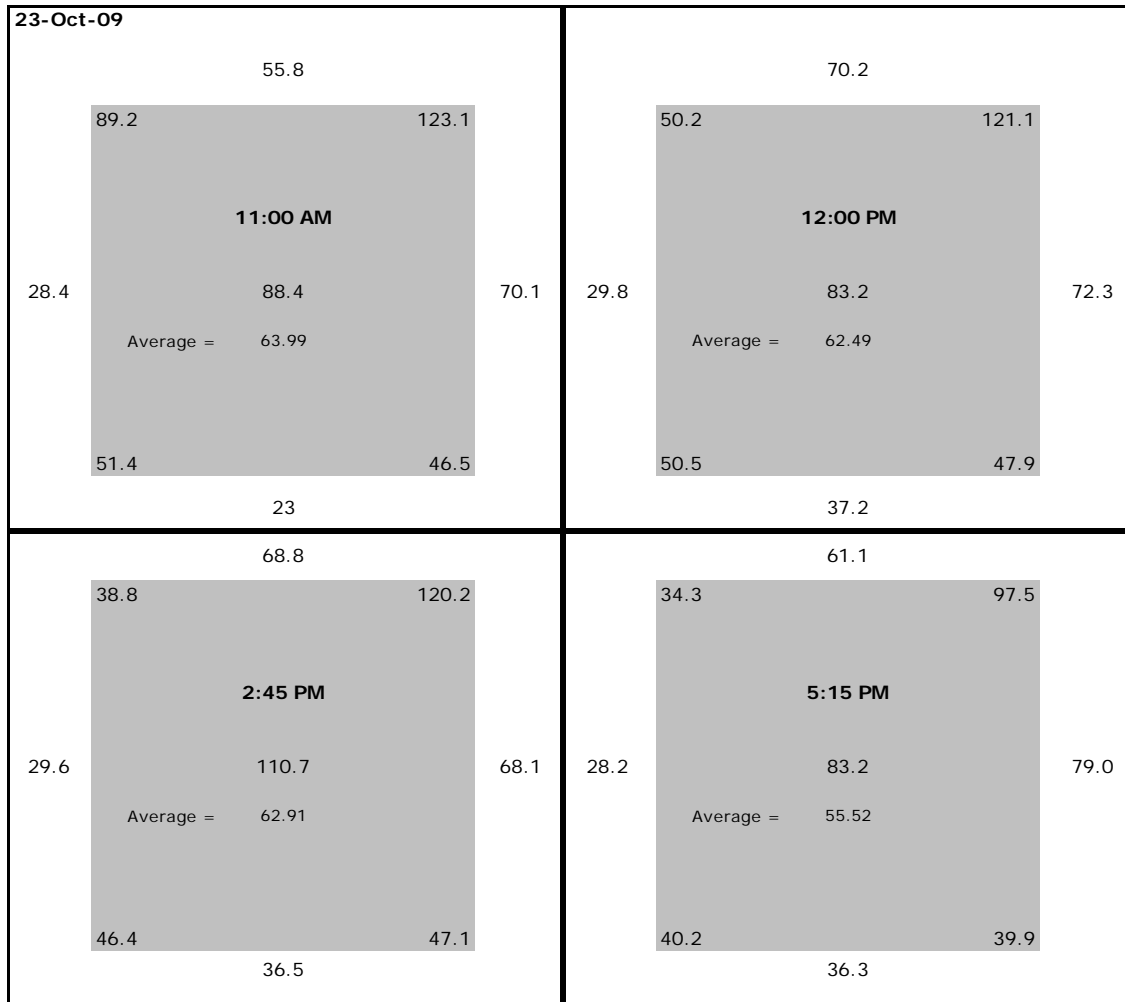 23-Oct-09
55.8
89.2 123.1
11:00 AM
28.4 88.4 70.1
Average = 63.99
51.4 46.5
23
70.2
50.2 121.1
12:00 PM
29.8 83.2 72.3
Average = 62.49
50.5 47.9
37.2
68.8
38.8 120.2
2:45 PM
29.6 110.7 68.1
Average = 62.91
46.4 47.1
36.5
61.1
34.3 97.5
5:15 PM
28.2 83.2 79.0
Average = 55.52
40.2 39.9
36.3